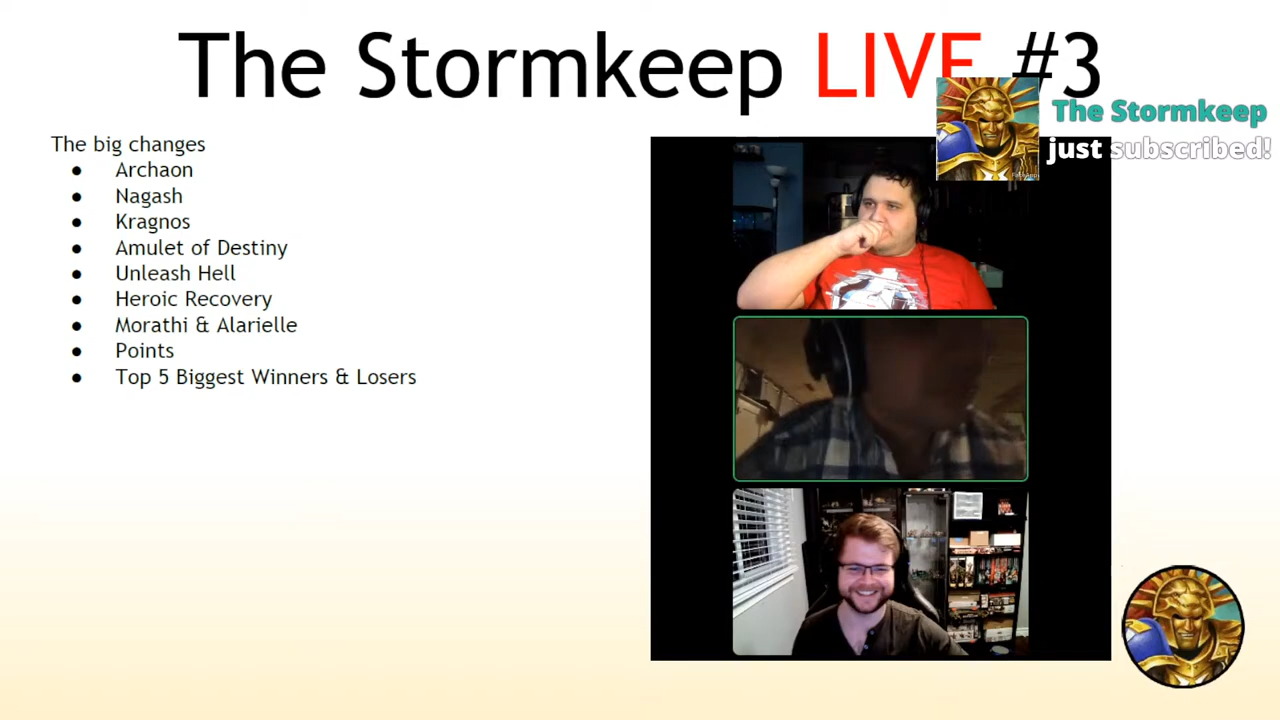 The Stormkeep LIVE #3
The Stormkeep
just subscribed!
The big changes
● Archaon
● Nagash
● Kragnos
● Amulet of Destiny
● Unleash Hell
● Heroic Recovery
● Morathi & Alarielle
● Points
● Top 5 Biggest Winners & Losers